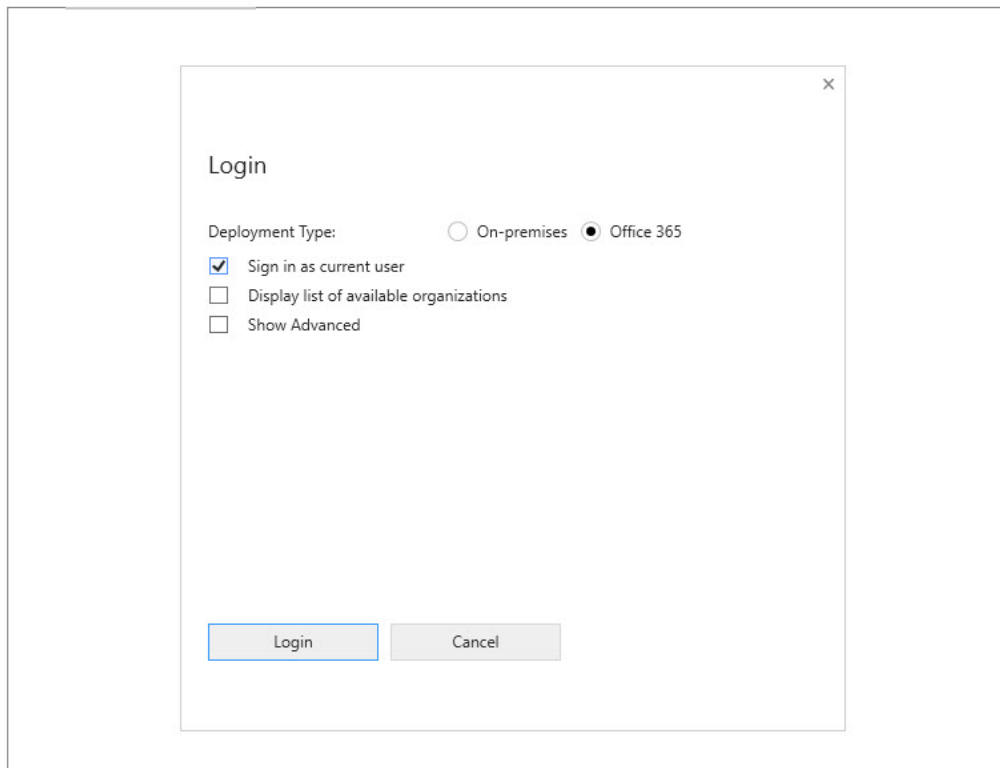 Login
Deployment Type: On-premises Office 365
Sign in as current user
Display list of available organizations
Show Advanced
Login Cancel